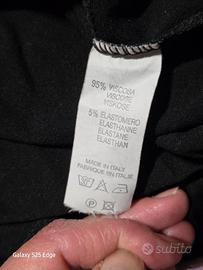 95% VISCOSA
VISCOSE
VISKOSE
5% ELASTOMERO
ELASTHANNE
ELASTANE
ELASTHAN
MADE IN ITALY
FABRIQUE EN ITALIE
P
subito
Galaxy S25 Edge